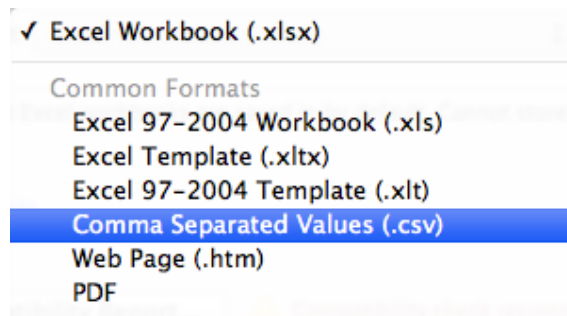 ✓ Excel Workbook (.xlsx)
Common Formats
Excel 97-2004 Workbook (.xls)
Excel Template (.xltx)
Excel 97-2004 Template (.xlt)
Comma Separated Values (.csv)
Web Page (.htm)
PDF